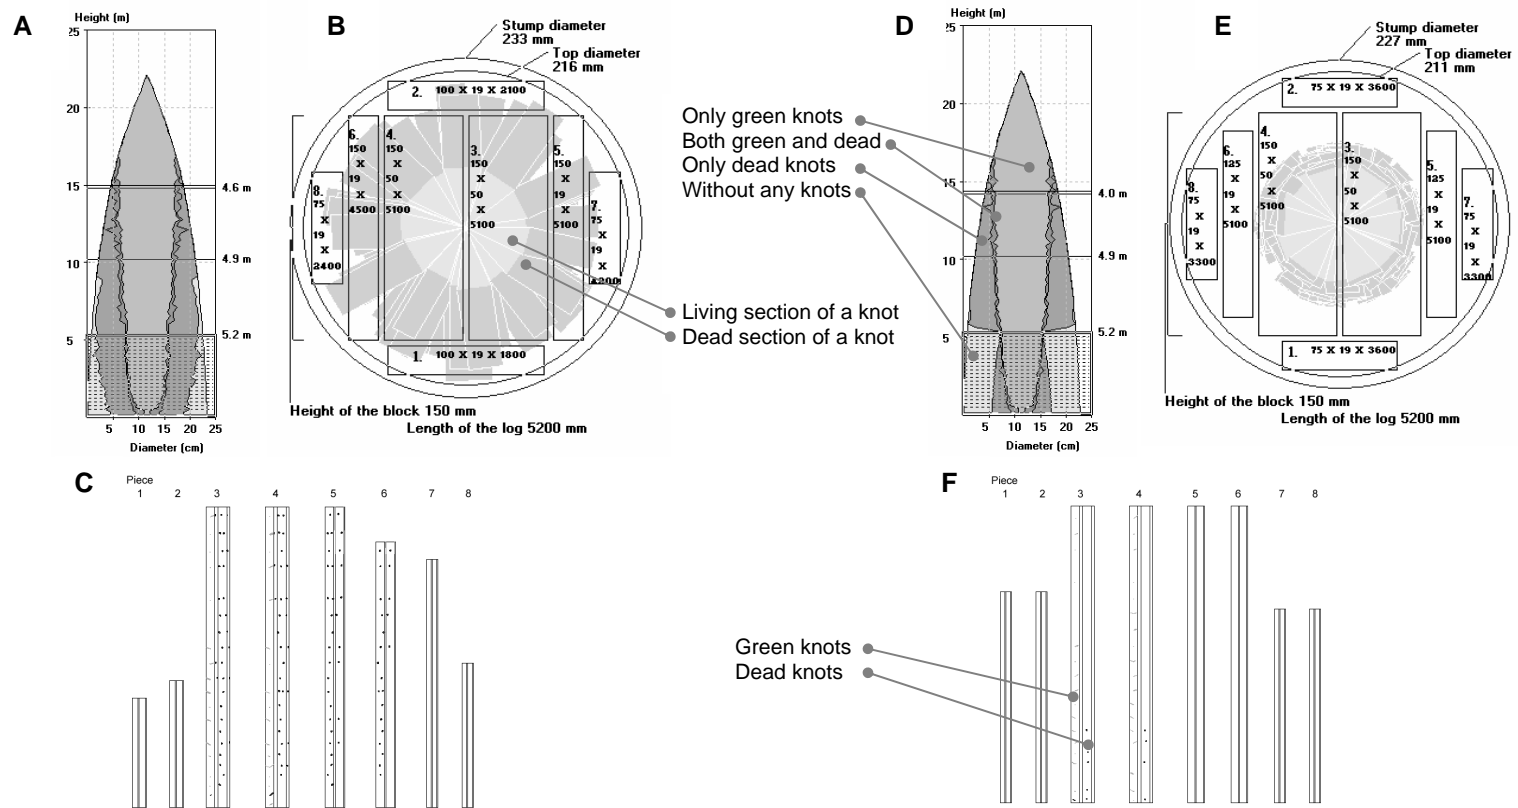 A
Height (m)
25
20
15
10
5
4.6 m
4.9 m
5.2 m
5 10 15 20 25
Diameter (cm)
B
Stump diameter
233 mm
Top diameter
216 mm
2. 100 X 19 X 2100
6.
150
X
19
X
4500
4.
150
X
50
X
5100
3.
150
X
50
X
5100
5.
150
X
19
X
5100
8.
75
X
19
X
2400
7.
75
X
19
X
4200
1. 100 X 19 X 1800
Height of the block 150 mm
Length of the log 5200 mm
Only green knots
Both green and dead
Only dead knots
Without any knots
Living section of a knot
Dead section of a knot
D
Height (m)
25
20
15
10
5
4.0 m
4.9 m
5.2 m
5 10 15 20 25
Diameter (cm)
E
Stump diameter
227 mm
Top diameter
211 mm
2. 75 X 19 X 3600
4.
150
X
50
X
5100
3.
150
X
50
X
5100
6.
125
X
19
X
5100
5.
125
X
19
X
5100
8.
75
X
19
X
3300
7.
75
X
19
X
3300
1. 75 X 19 X 3600
Height of the block 150 mm
Length of the log 5200 mm
C
Piece
1 2 3 4 5 6 7 8
F
Piece
1 2 3 4 5 6 7 8
Green knots
Dead knots